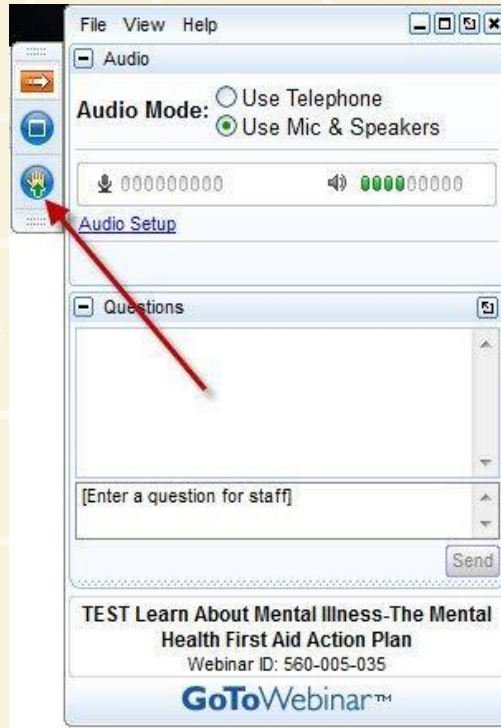 File View Help
Audio
Audio Mode: Use Telephone
Use Mic & Speakers
Audio Setup
Questions
[Enter a question for staff]
Send
TEST Learn About Mental Illness-The Mental
Health First Aid Action Plan
Webinar ID: 560-005-035
GoToWebinar™